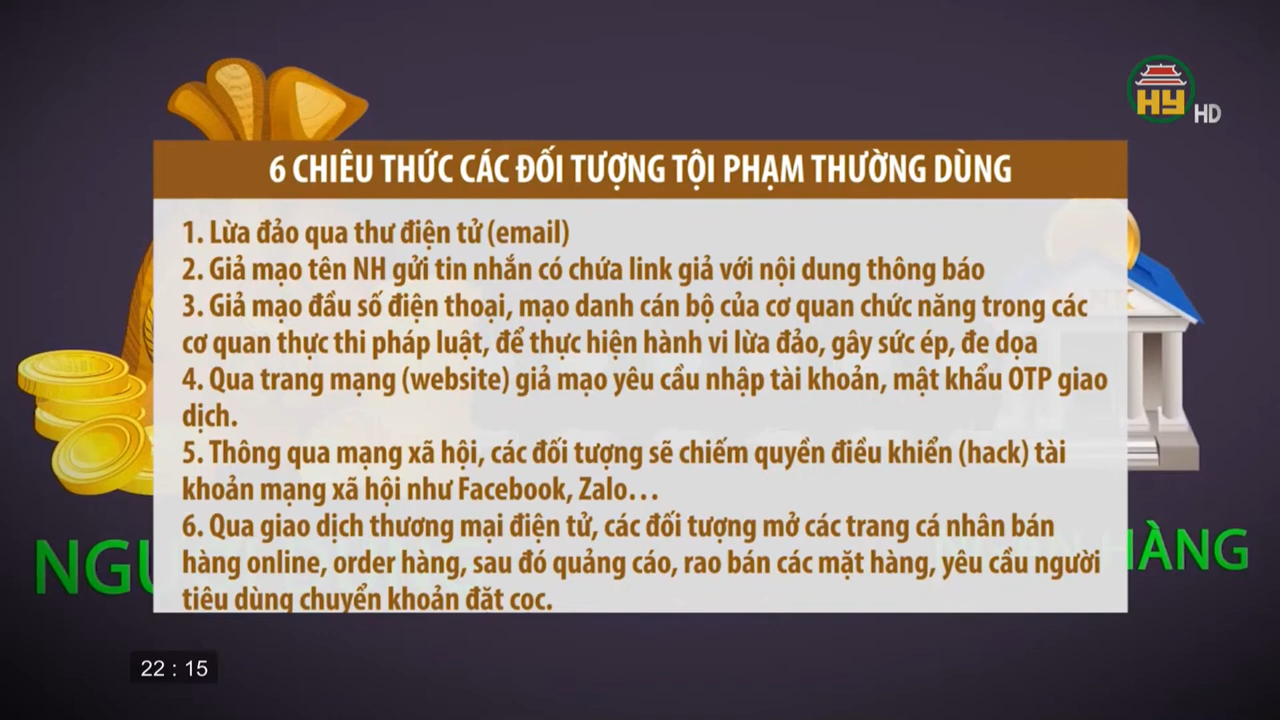 HY HD
6 CHIÊU THỨC CÁC ĐỐI TƯỢNG TỘI PHẠM THƯỜNG DÙNG
1. Lừa đảo qua thư điện tử (email)
2. Giả mạo tên NH gửi tin nhắn có chứa link giả với nội dung thông báo
3. Giả mạo đầu số điện thoại, mạo danh cán bộ của cơ quan chức năng trong các
cơ quan thực thi pháp luật, để thực hiện hành vi lừa đảo, gây sức ép, đe dọa
4. Qua trang mạng (website) giả mạo yêu cầu nhập tài khoản, mật khẩu OTP giao
dịch.
5. Thông qua mạng xã hội, các đối tượng sẽ chiếm quyền điều khiển (hack) tài
khoản mạng xã hội như Facebook, Zalo…
6. Qua giao dịch thương mại điện tử, các đối tượng mở các trang cá nhân bán
hàng online, order hàng, sau đó quảng cáo, rao bán các mặt hàng, yêu cầu người
tiêu dùng chuyển khoản đặt cọc.
HÀNG
22 : 15